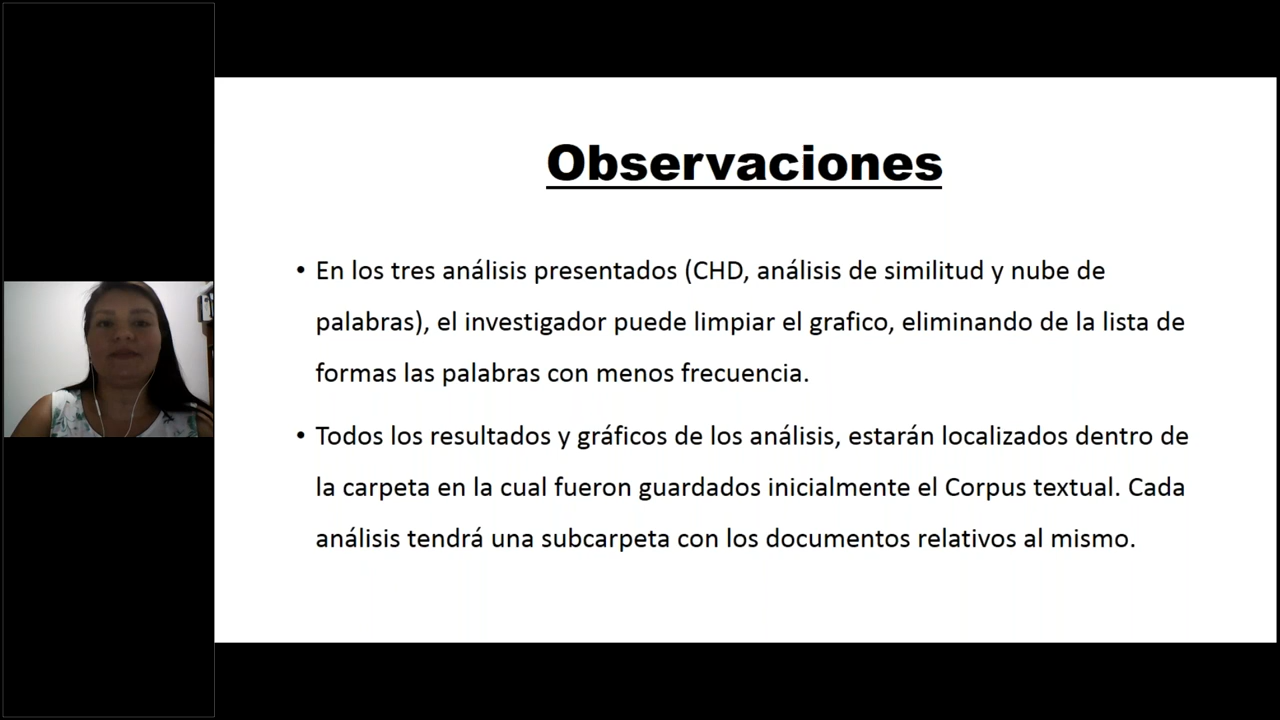 Observaciones
• En los tres análisis presentados (CHD, análisis de similitud y nube de
palabras), el investigador puede limpiar el grafico, eliminando de la lista de
formas las palabras con menos frecuencia.
• Todos los resultados y gráficos de los análisis, estarán localizados dentro de
la carpeta en la cual fueron guardados inicialmente el Corpus textual. Cada
análisis tendrá una subcarpeta con los documentos relativos al mismo.